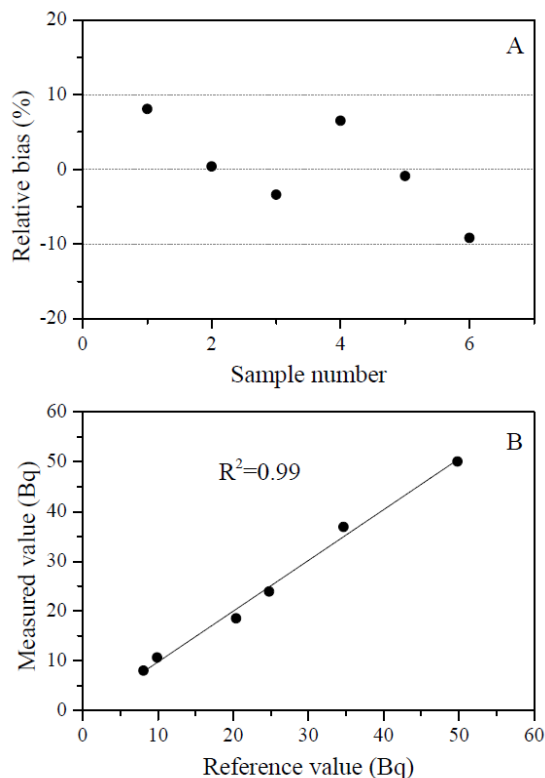 A
20
10
0
-10
-20
Relative bias (%)
0 2 4 6
Sample number
B
R²=0.99
60
50
40
30
20
10
0
Measured value (Bq)
0 10 20 30 40 50 60
Reference value (Bq)